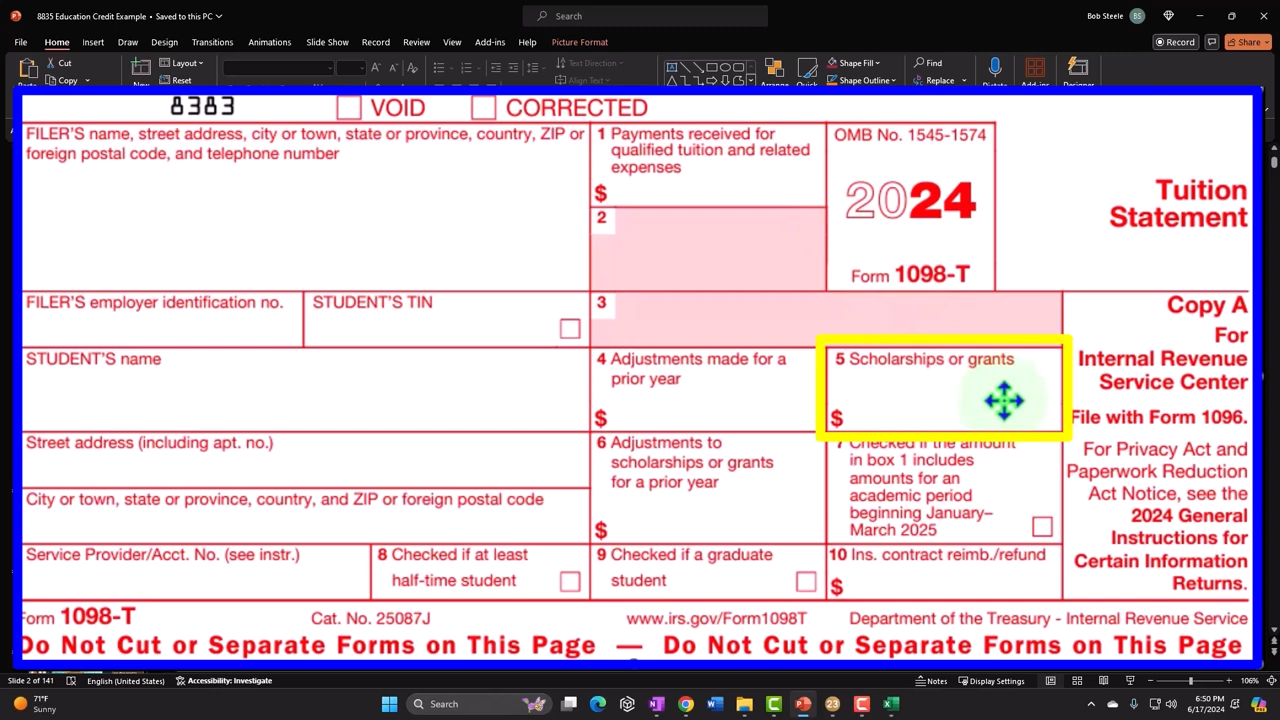 8835 Education Credit Example • Saved to this PC
Search
Bob Steele
BS
File
Home
Insert
Draw
Design
Transitions
Animations
Slide Show
Record
Review
View
Add-ins
Help
Picture Format
Record
Share
Cut
Layout
Text Direction
Shape Fill
Find
Copy
Reset
Align Text
Shape Outline
Replace
Dictate
8383
VOID
CORRECTED
FILER'S name, street address, city or town, state or province, country, ZIP or
foreign postal code, and telephone number
1 Payments received for
qualified tuition and related
expenses
$
OMB No. 1545-1574
2024
Form 1098-T
Tuition
Statement
2
FILER'S employer identification no.
STUDENT'S TIN
3
Copy A
For
Internal Revenue
Service Center
File with Form 1096.
STUDENT'S name
4 Adjustments made for a
prior year
$
5 Scholarships or grants
$
Street address (including apt. no.)
6 Adjustments to
scholarships or grants
for a prior year
$
7 Checked if the amount
in box 1 includes
amounts for an
academic period
beginning January–
March 2025
For Privacy Act and
Paperwork Reduction
Act Notice, see the
2024 General
Instructions for
Certain Information
Returns.
City or town, state or province, country, and ZIP or foreign postal code
Service Provider/Acct. No. (see instr.)
8 Checked if at least
half-time student
9 Checked if a graduate
student
10 Ins. contract reimb./refund
$
Form 1098-T
Cat. No. 25087J
www.irs.gov/Form1098T
Department of the Treasury - Internal Revenue Service
Do Not Cut or Separate Forms on This Page — Do Not Cut or Separate Forms on This Page
Slide 2 of 141
English (United States)
Accessibility: Investigate
Notes
Display Settings
106%
71°F
Sunny
Search
23
6:50 PM
6/17/2024